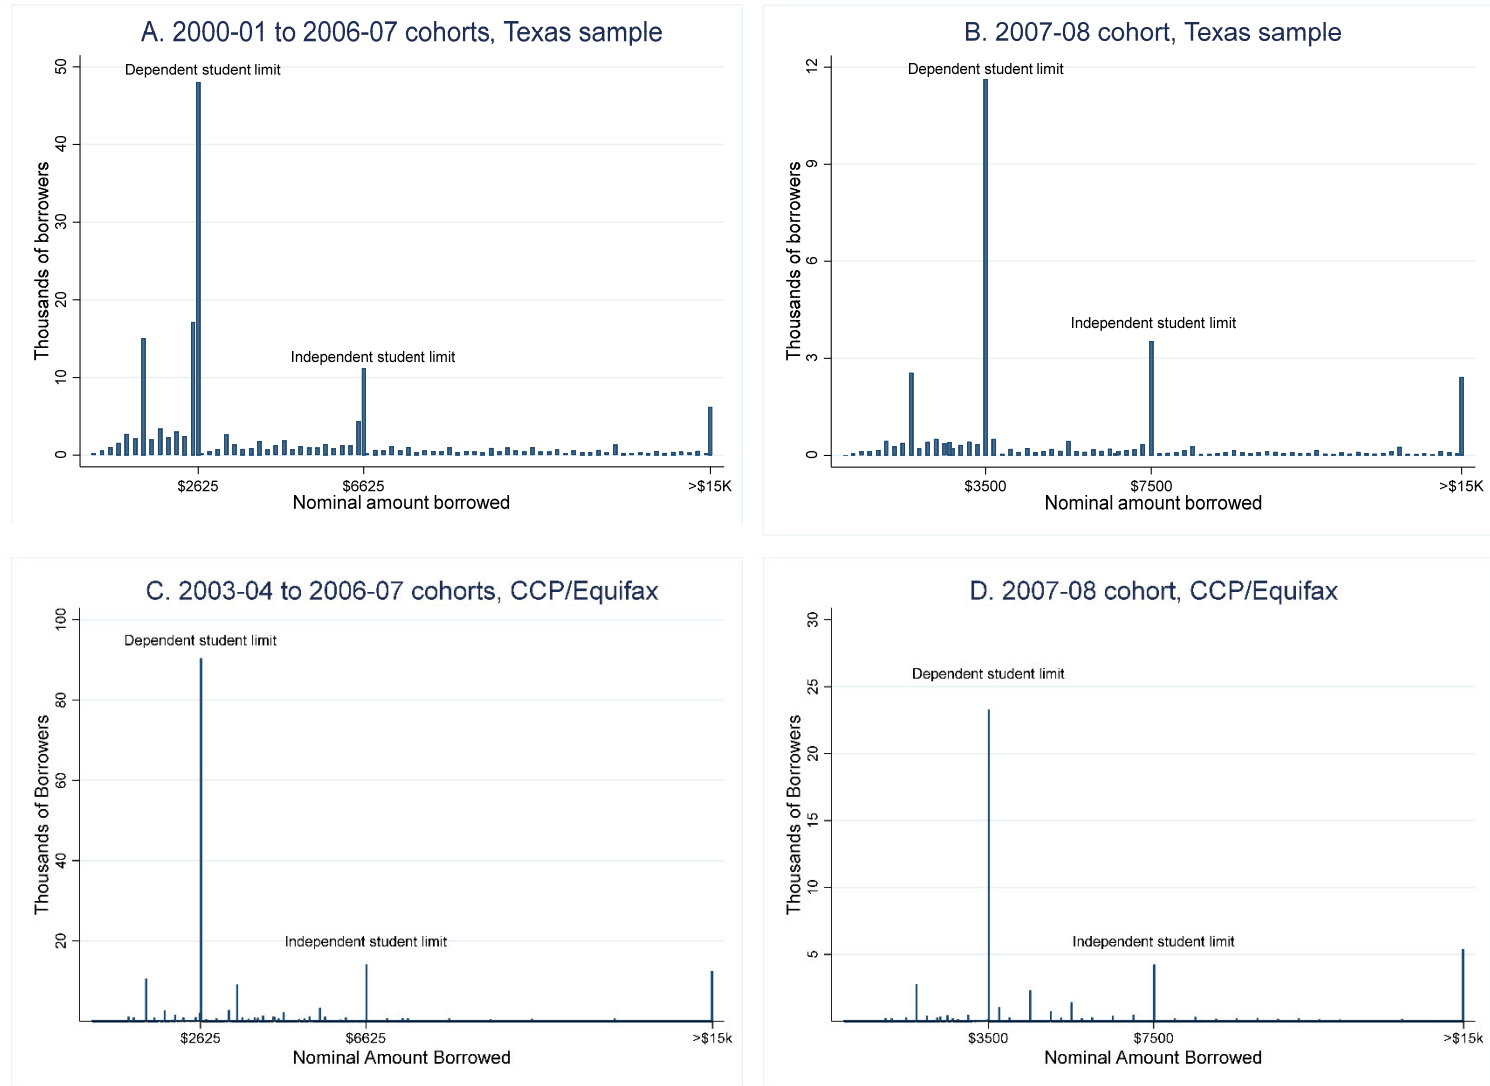 A. 2000-01 to 2006-07 cohorts, Texas sample
Dependent student limit
Independent student limit
Thousands of borrowers
50
40
30
20
10
0
$2625
$6625
>$15K
Nominal amount borrowed
B. 2007-08 cohort, Texas sample
Dependent student limit
Independent student limit
Thousands of borrowers
12
9
6
3
0
$3500
$7500
>$15K
Nominal amount borrowed
C. 2003-04 to 2006-07 cohorts, CCP/Equifax
Dependent student limit
Independent student limit
Thousands of Borrowers
100
80
60
40
20
$2625
$6625
>$15k
Nominal Amount Borrowed
D. 2007-08 cohort, CCP/Equifax
Dependent student limit
Independent student limit
Thousands of Borrowers
30
25
20
15
10
5
$3500
$7500
>$15k
Nominal Amount Borrowed